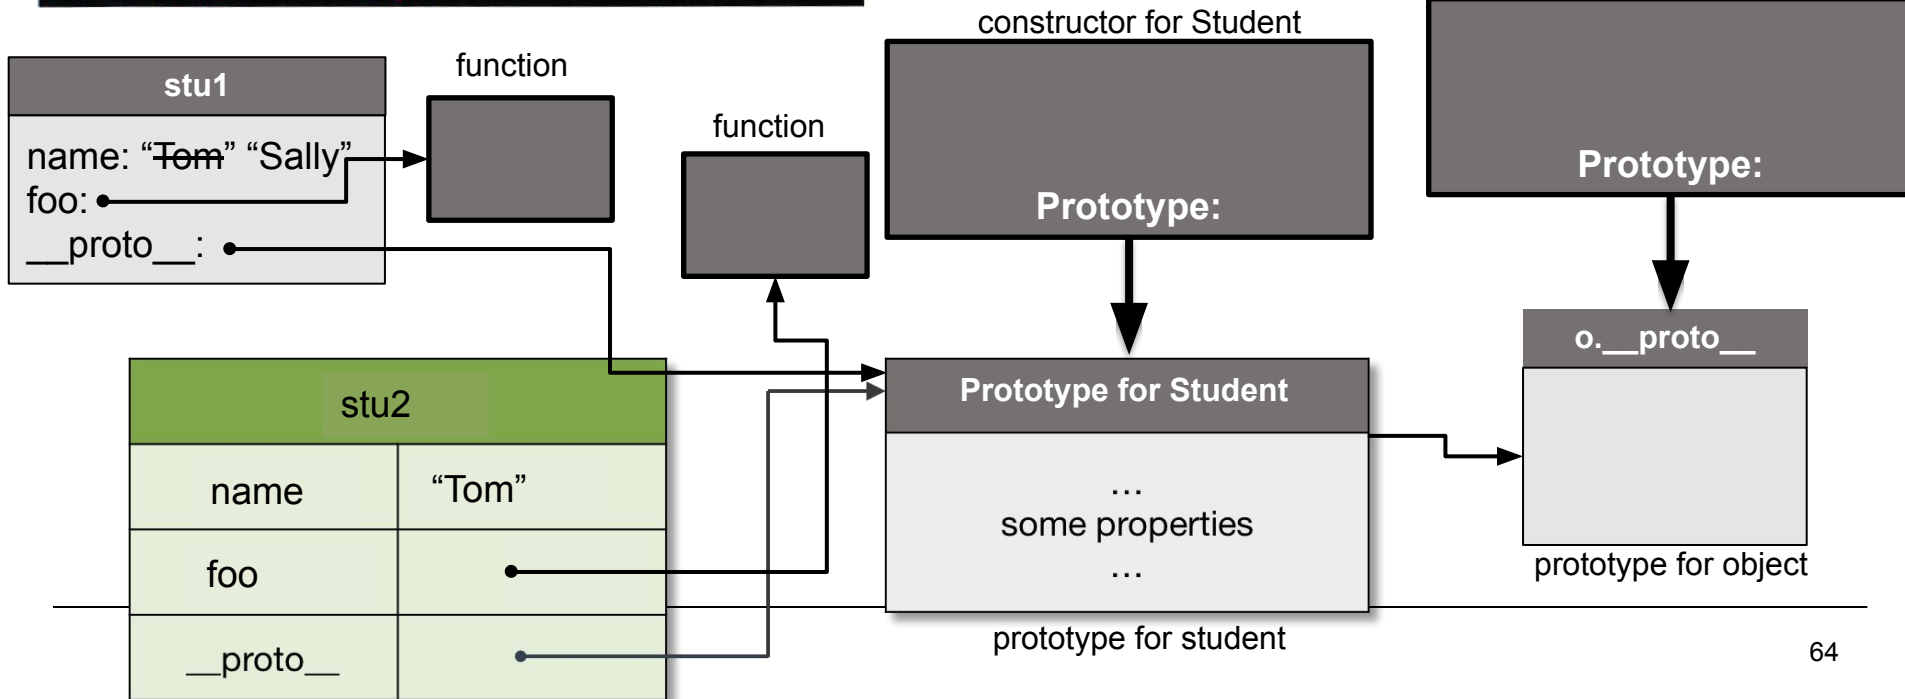 constructor for Student
stu1
function
name: “Tom” “Sally”
foo:
__proto__:
function
Prototype:
Prototype:
stu2
name “Tom”
foo
__proto__
Prototype for Student
...
some properties
...
prototype for student
o.__proto__
prototype for object
64